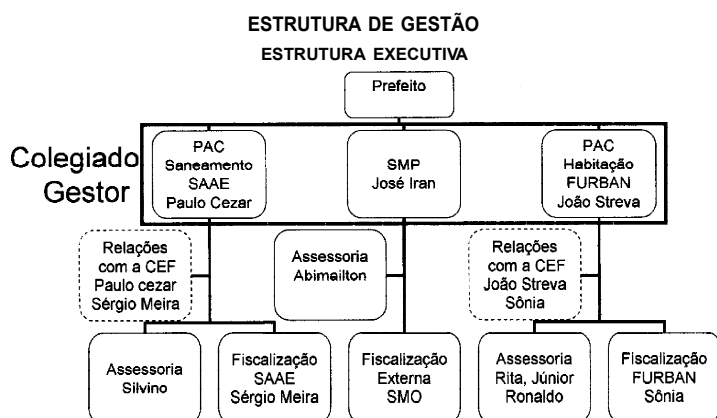 ESTRUTURA DE GESTÃO
ESTRUTURA EXECUTIVA
Prefeito
Colegiado
Gestor
PAC
Saneamento
SAAE
Paulo Cezar
SMP
José Iran
PAC
Habitação
FURBAN
João Streva
Relações
com a CEF
Paulo cezar
Sérgio Meira
Assessoria
Abimailton
Relações
com a CEF
João Streva
Sônia
Assessoria
Silvino
Fiscalização
SAAE
Sérgio Meira
Fiscalização
Externa
SMO
Assessoria
Rita, Júnior
Ronaldo
Fiscalização
FURBAN
Sônia